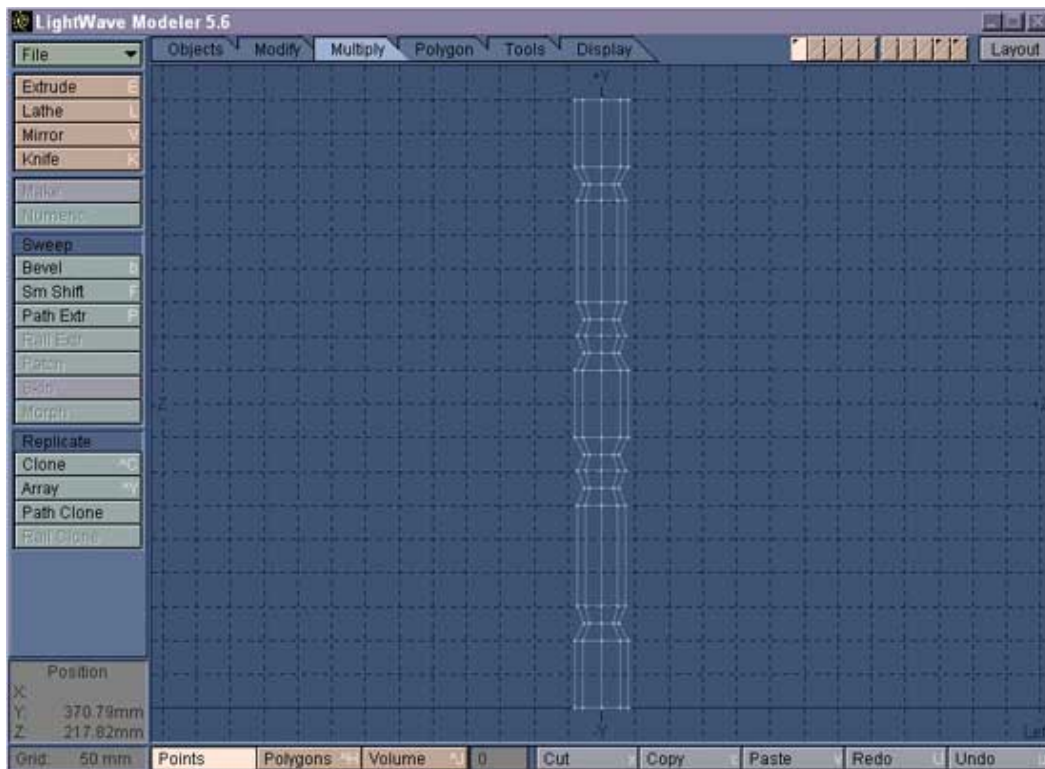 LightWave Modeler 5.6
File
Objects Modify Multiply Polygon Tools Display
Layout
Extrude E
Lathe L
Mirror V
Knife K
Make
Numeric
Sweep
Bevel b
Sm Shift F
Path Extr P
Rail Extr
Patch
Skin
Morph
Replicate
Clone ^C
Array ^Y
Path Clone
Rail Clone
+Y
-Z
-Y
Position
X:
Y: 370.79mm
Z: 217.82mm
Grid: 50 mm
Points Polygons Volume 0 Cut Copy Paste Redo Undo